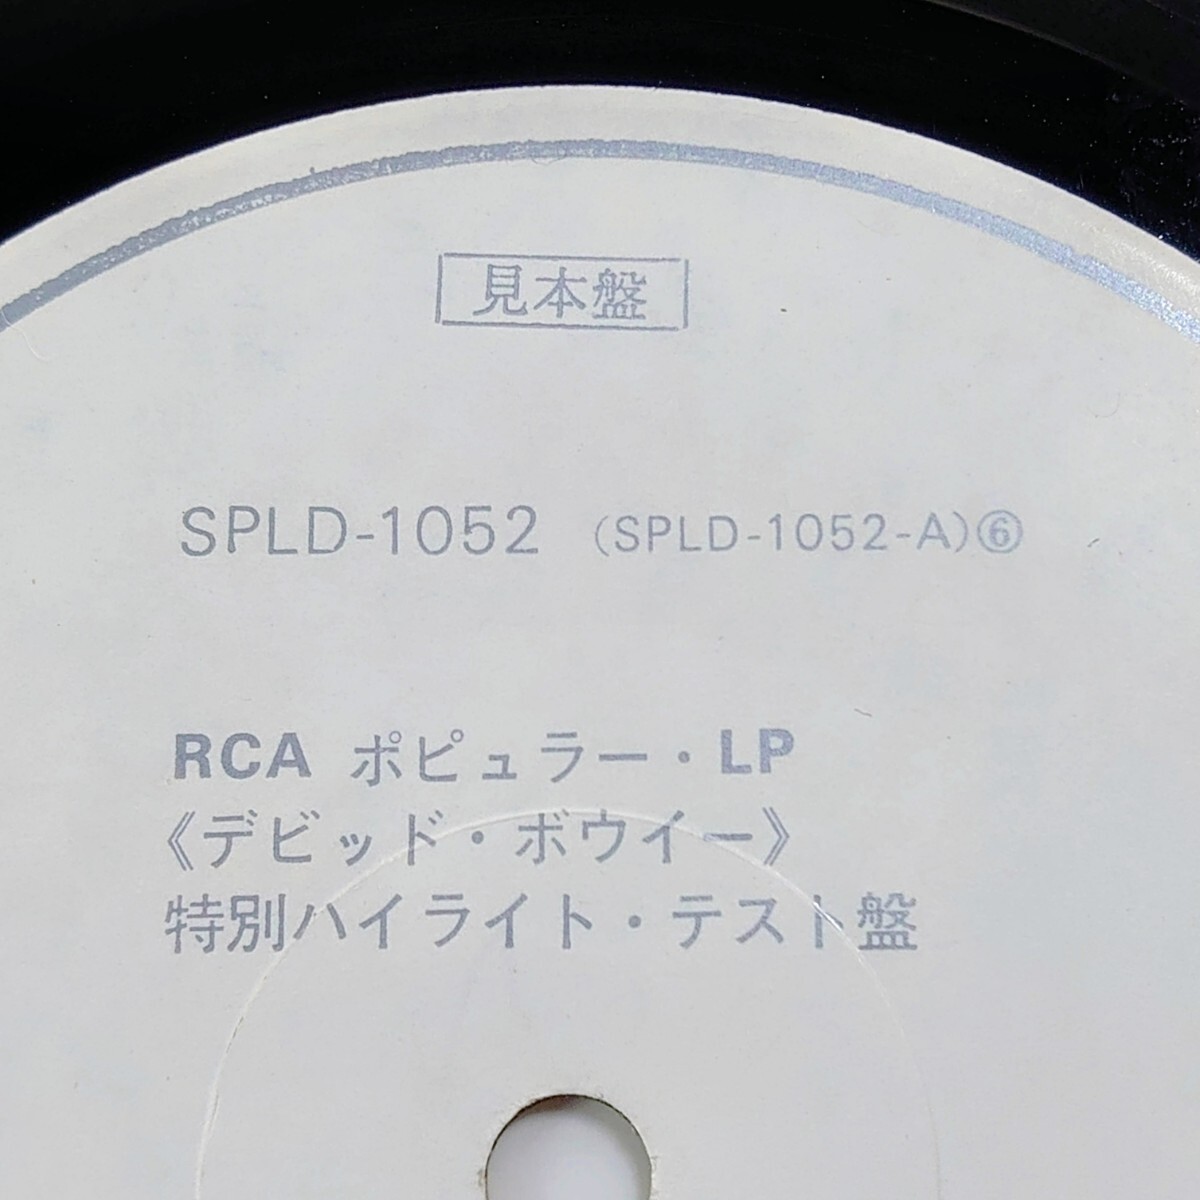 見本盤
SPLD-1052 (SPLD-1052-A)⑥
RCA ポピュラー・LP
《デビッド・ボウイー》
特別ハイライト・テスト盤